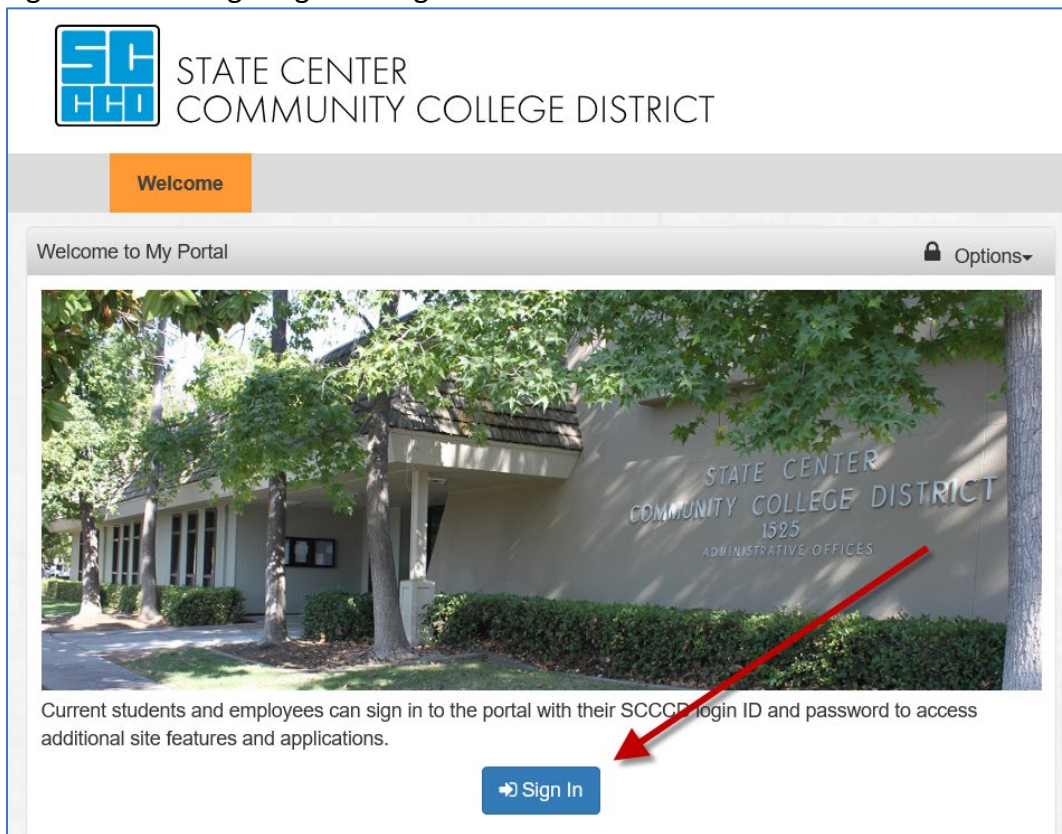 SC
CCD
STATE CENTER
COMMUNITY COLLEGE DISTRICT
Welcome
Welcome to My Portal
Options
STATE CENTER
COMMUNITY COLLEGE DISTRICT
1525
ADMINISTRATIVE OFFICES
Current students and employees can sign in to the portal with their SCCCD login ID and password to access
additional site features and applications.
Sign In